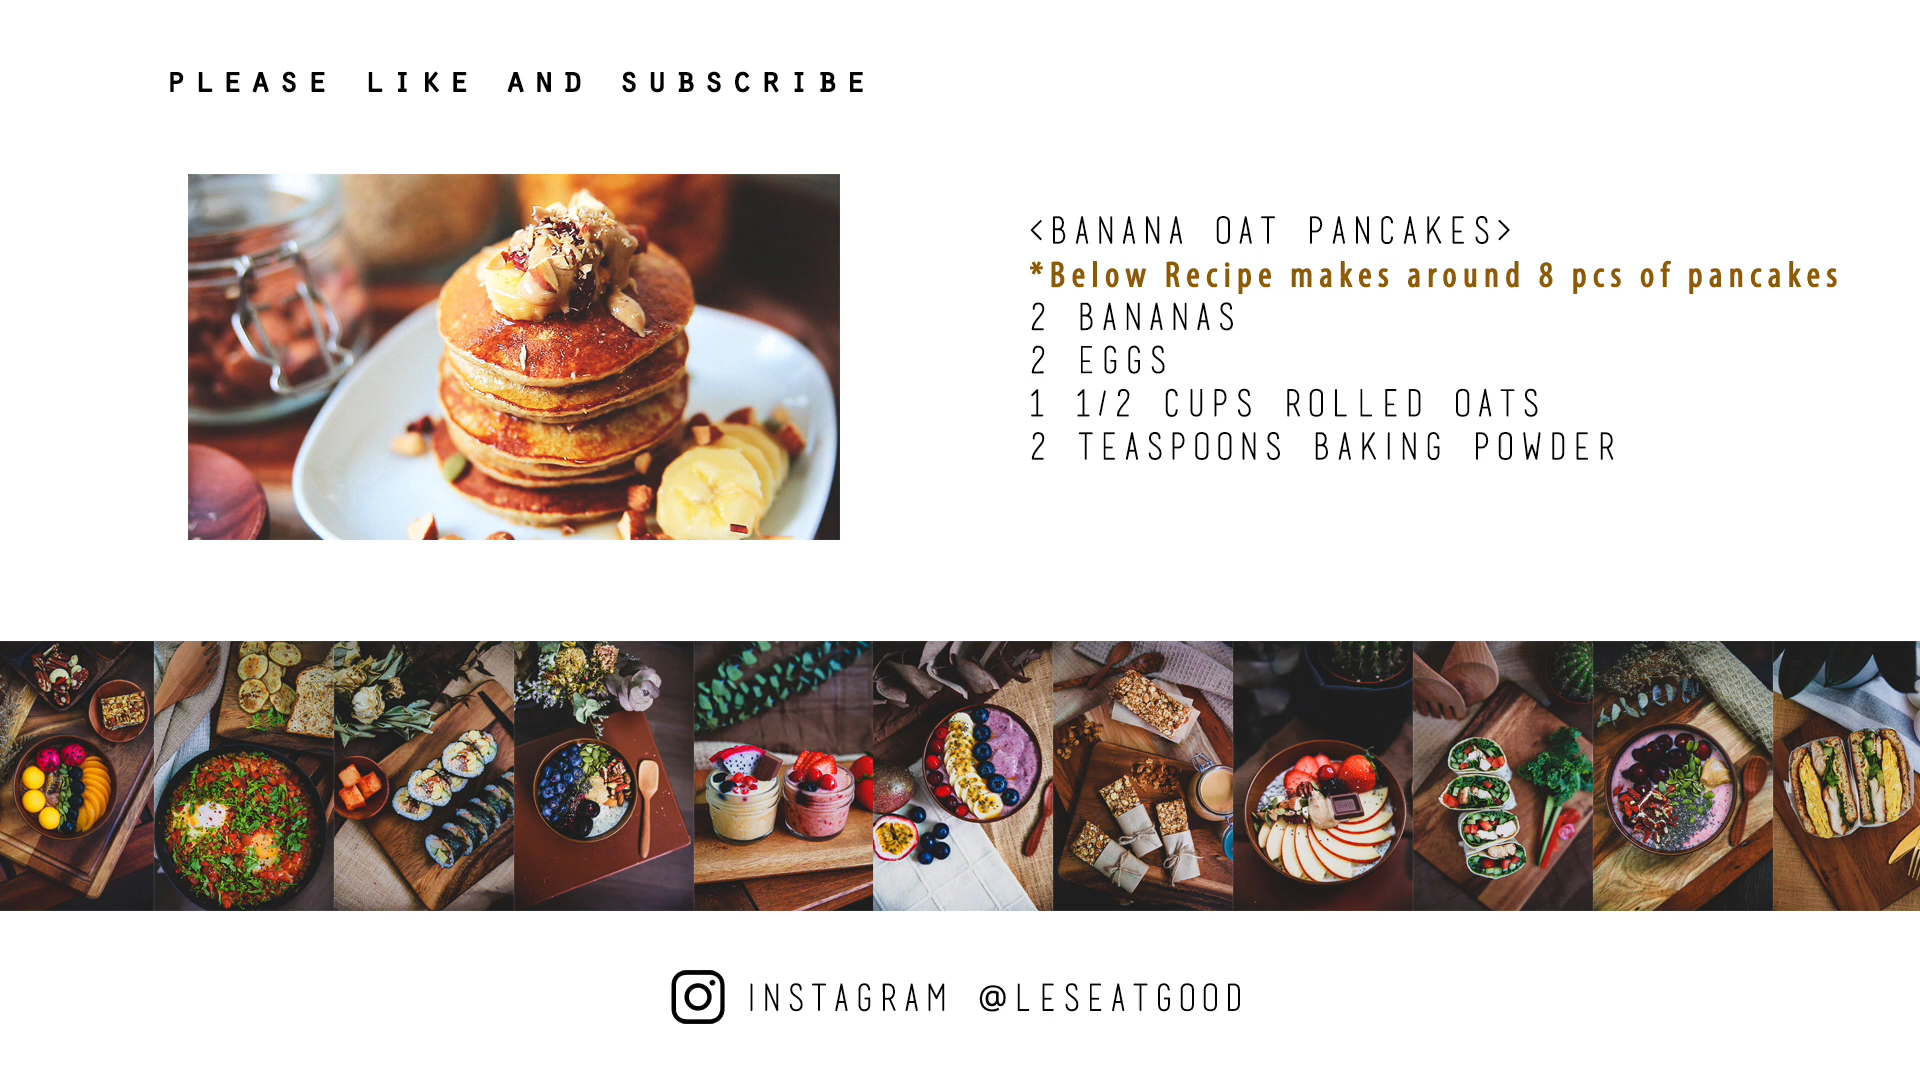 PLEASE LIKE AND SUBSCRIBE
<BANANA OAT PANCAKES>
*Below Recipe makes around 8 pcs of pancakes
2 BANANAS
2 EGGS
1 1/2 CUPS ROLLED OATS
2 TEASPOONS BAKING POWDER
INSTAGRAM @LESEATGOOD